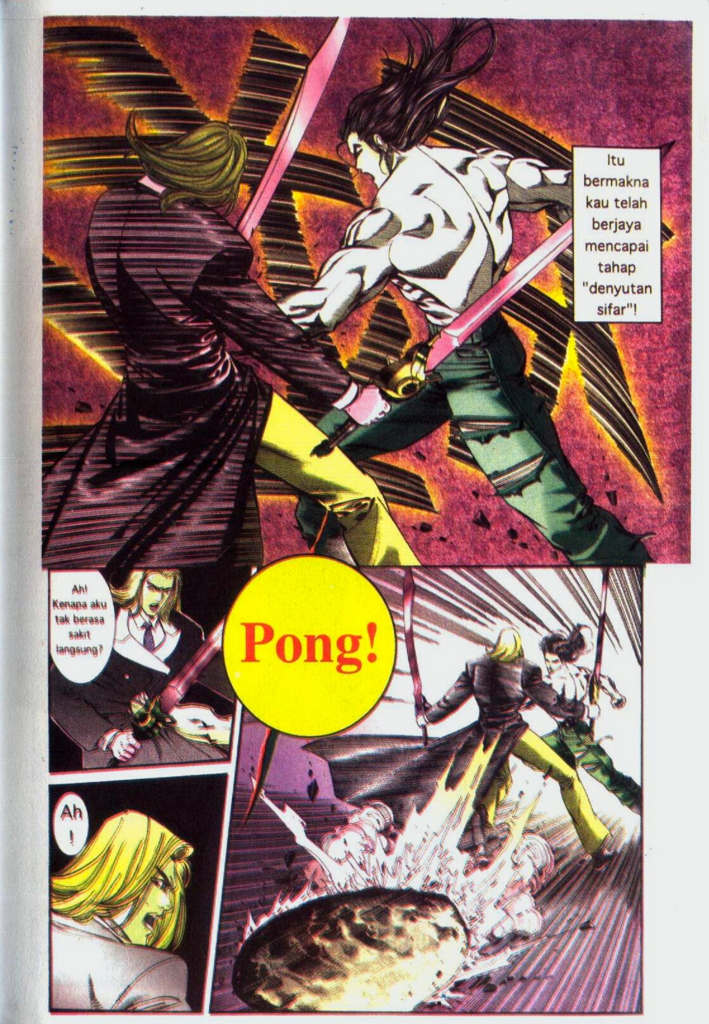 Itu
bermakna
kau telah
berjaya
mencapai
tahap
"denyutan
sifar"!
Ah!
Kenapa aku
tak berasa
sakit
langsung?
Pong!
Ah
!